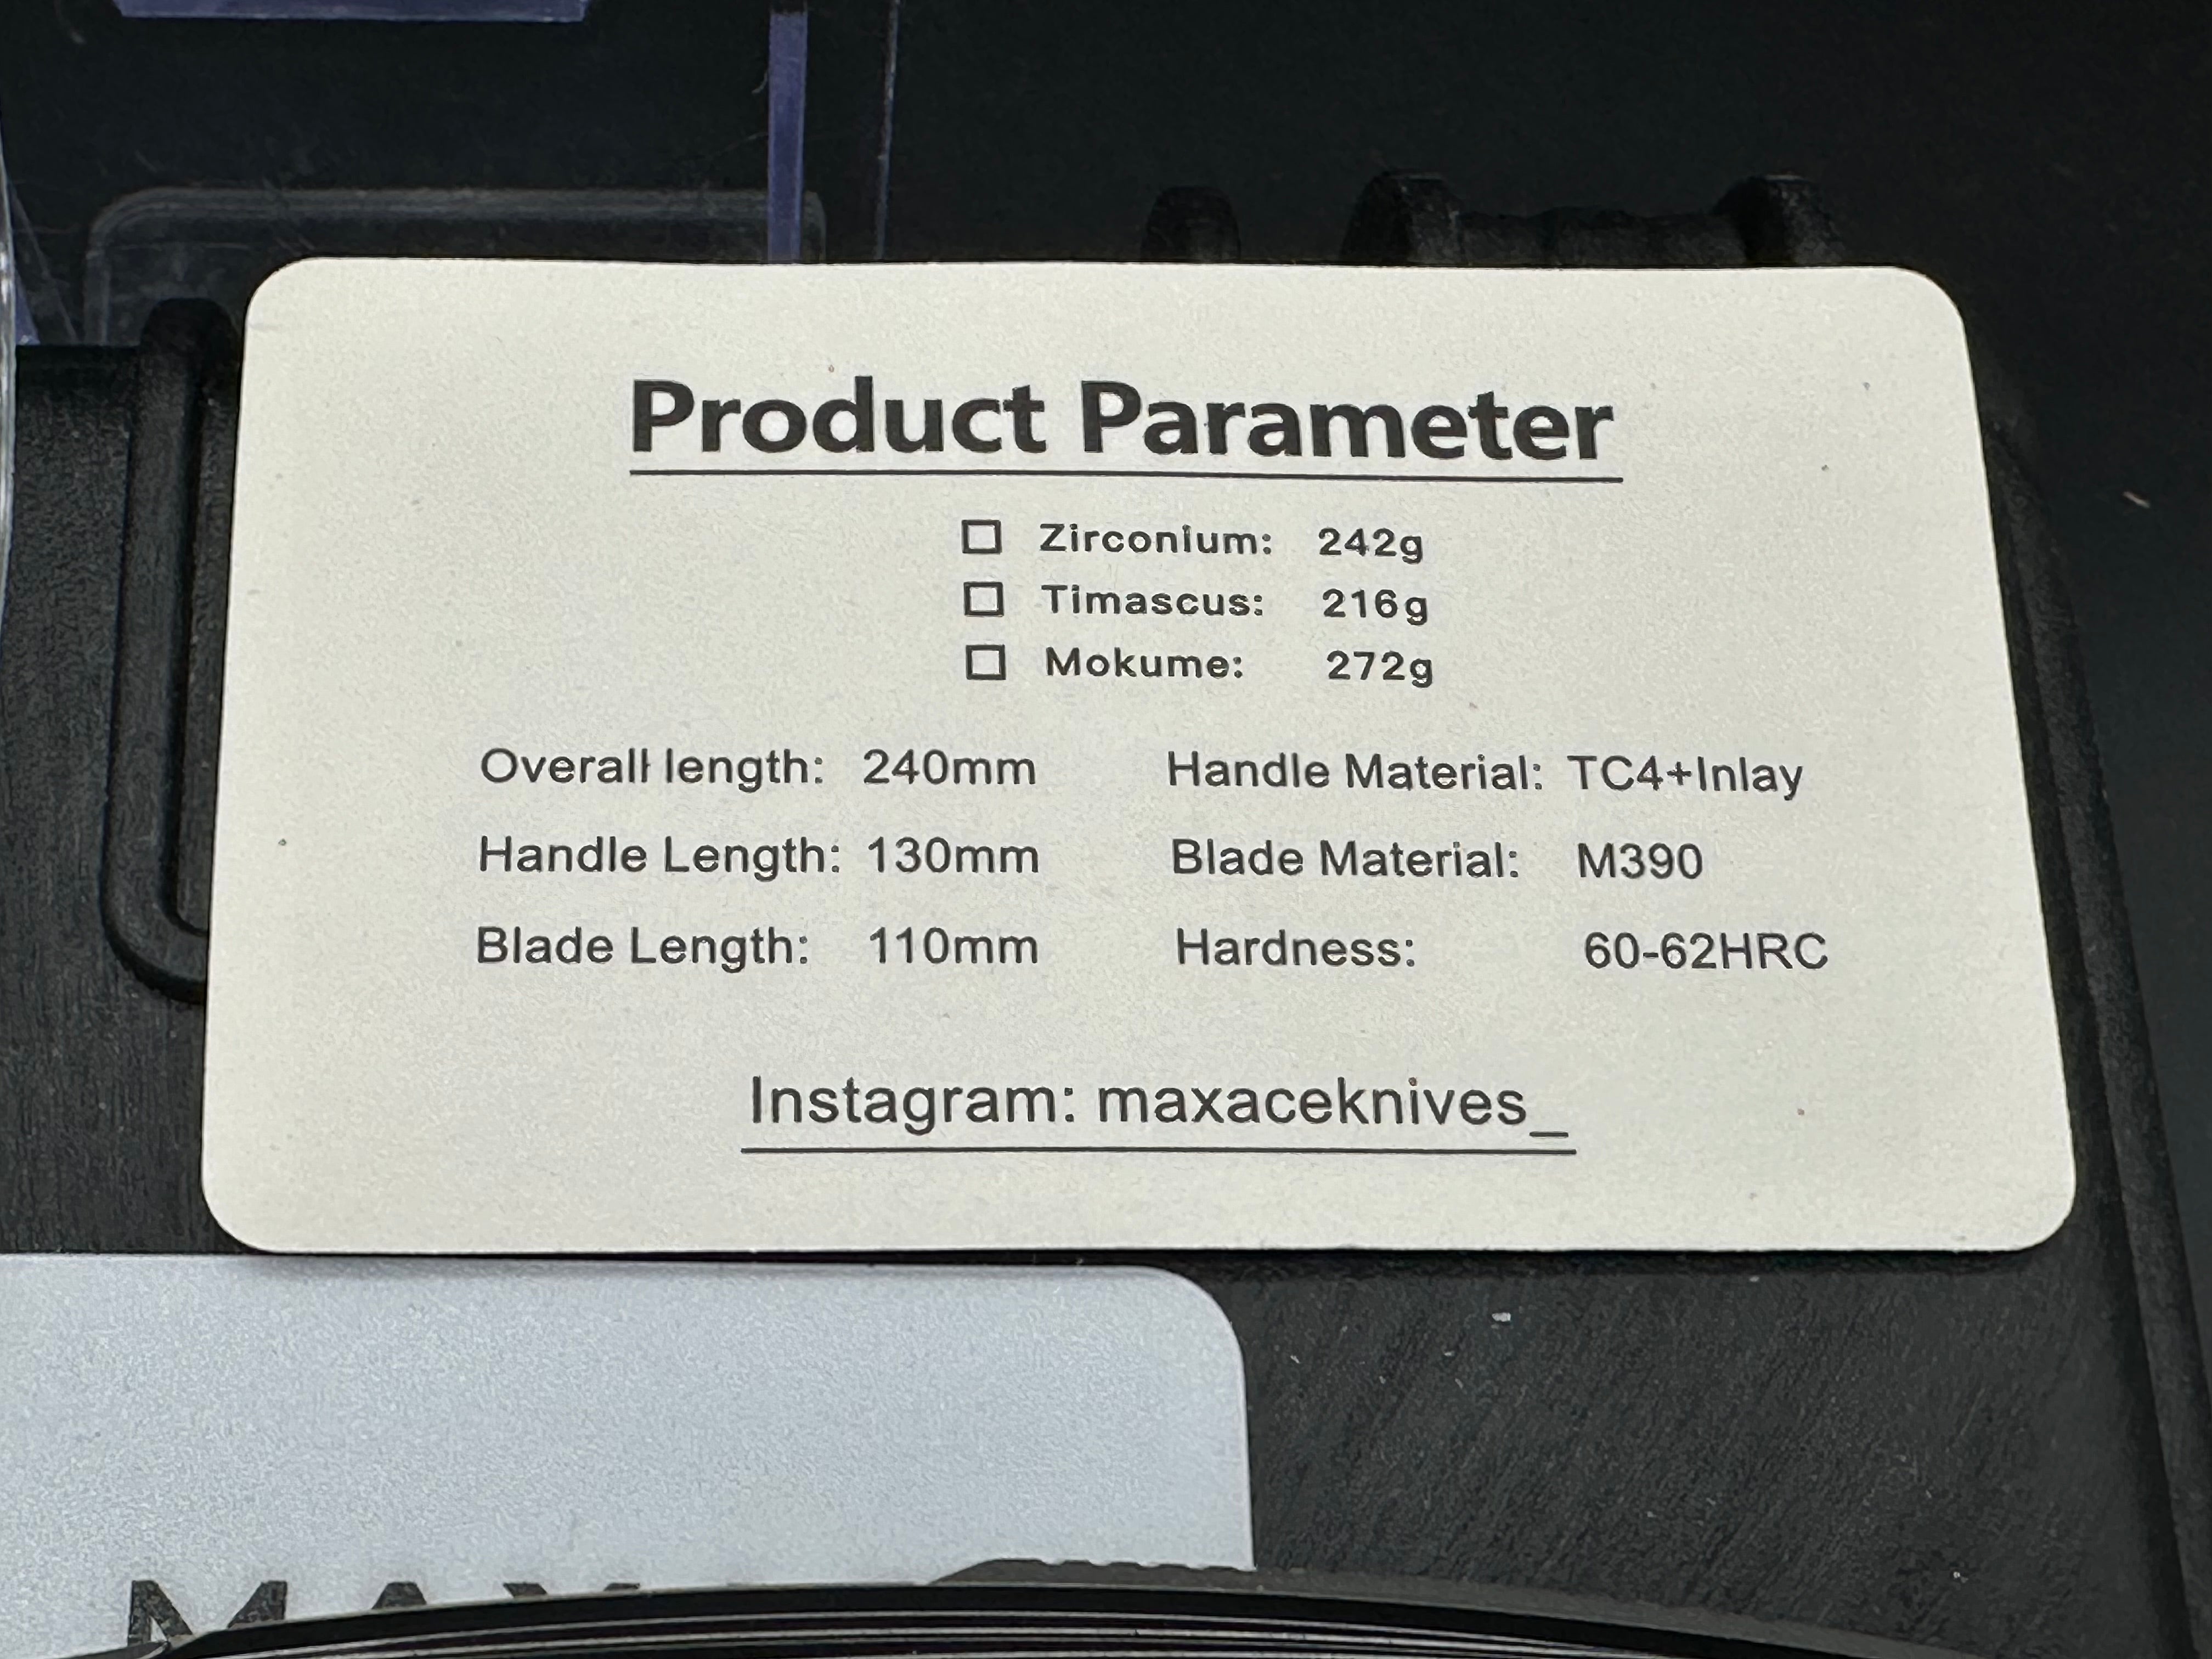 Product Parameter
☐ Zirconium: 242g
☐ Timascus: 216g
☐ Mokume: 272g
Overall length: 240mm Handle Material: TC4+Inlay
Handle Length: 130mm Blade Material: M390
Blade Length: 110mm Hardness: 60-62HRC
Instagram: maxaceknives_